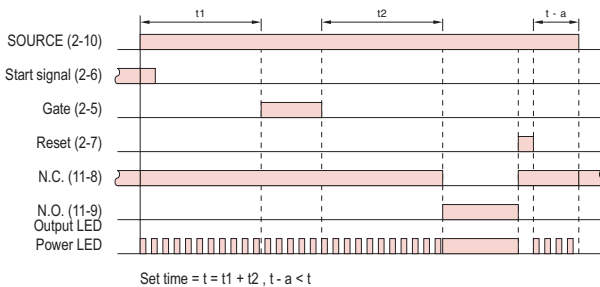 t1
t2
t - a
SOURCE (2-10)
Start signal (2-6)
Gate (2-5)
Reset (2-7)
N.C. (11-8)
N.O. (11-9)
Output LED
Power LED
Set time = t = t1 + t2 , t - a < t